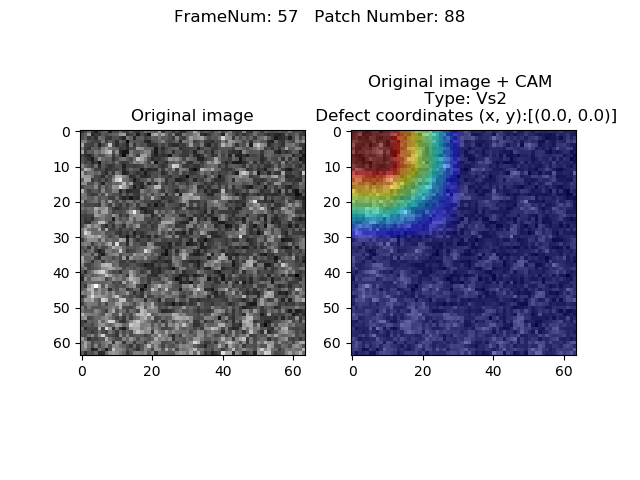 FrameNum: 57   Patch Number: 88
Original image
Original image + CAM
Type: Vs2
Defect coordinates (x, y):[(0.0, 0.0)]
0
10
20
30
40
50
60
0 20 40 60
0
10
20
30
40
50
60
0 20 40 60